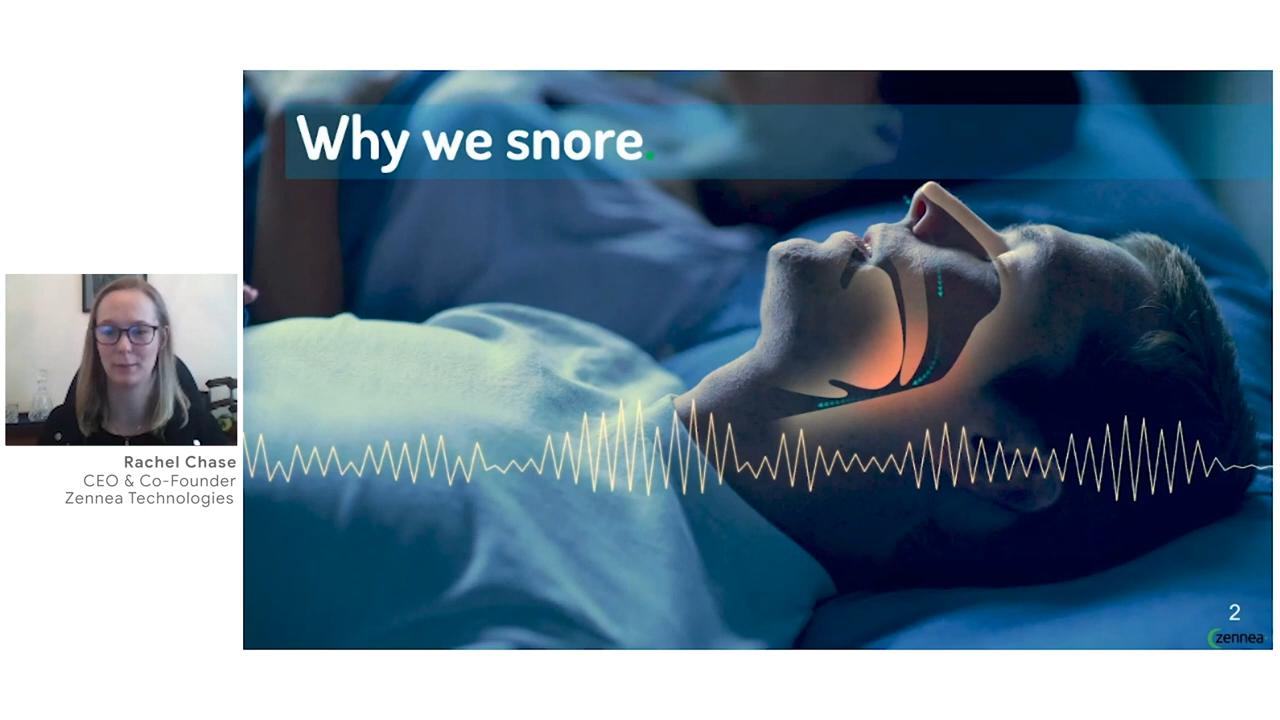 Why we snore.
Rachel Chase
CEO & Co-Founder
Zennea Technologies
2
zennea